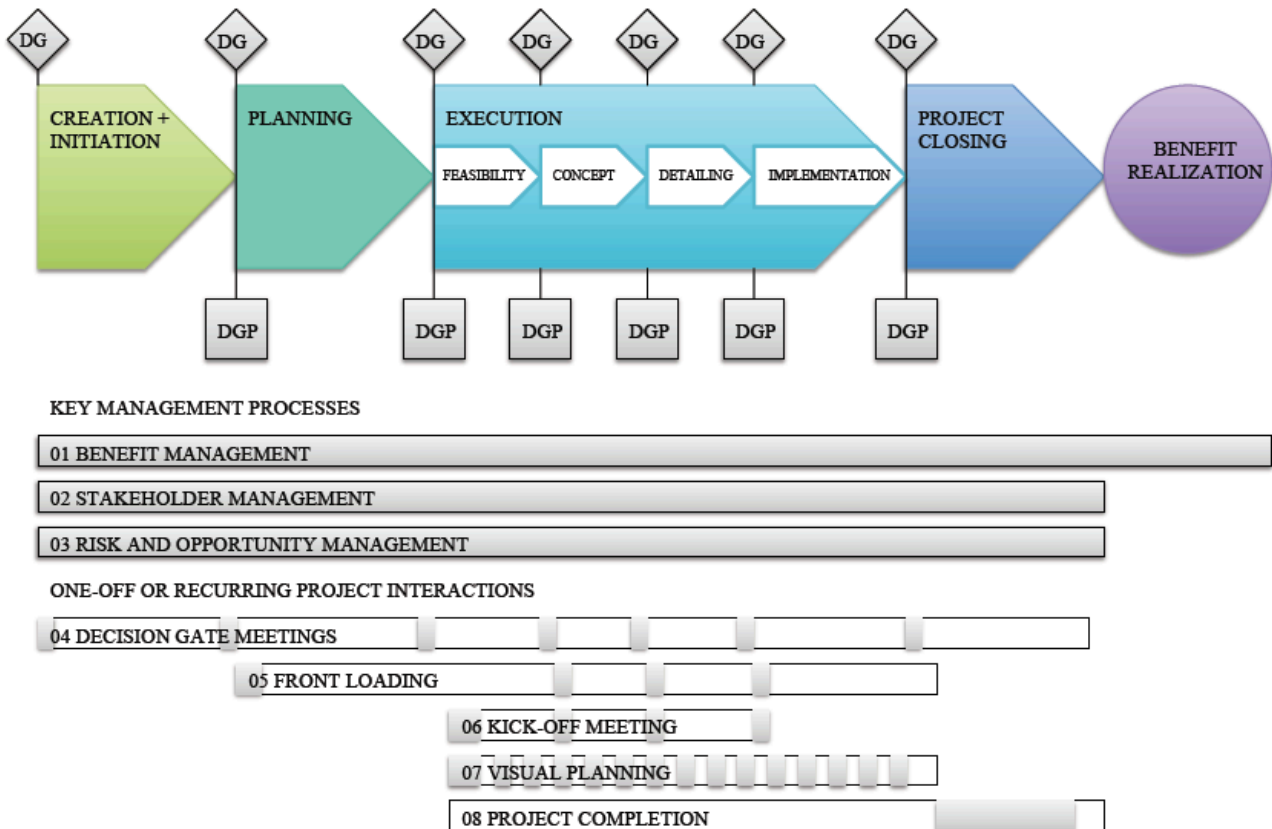 DG
DG
DG
DG
DG
DG
DG
CREATION +
INITIATION
PLANNING
EXECUTION
FEASIBILITY
CONCEPT
DETAILING
IMPLEMENTATION
PROJECT
CLOSING
BENEFIT
REALIZATION
DGP
DGP
DGP
DGP
DGP
DGP
KEY MANAGEMENT PROCESSES
01 BENEFIT MANAGEMENT
02 STAKEHOLDER MANAGEMENT
03 RISK AND OPPORTUNITY MANAGEMENT
ONE-OFF OR RECURRING PROJECT INTERACTIONS
04 DECISION GATE MEETINGS
05 FRONT LOADING
06 KICK-OFF MEETING
07 VISUAL PLANNING
08 PROJECT COMPLETION